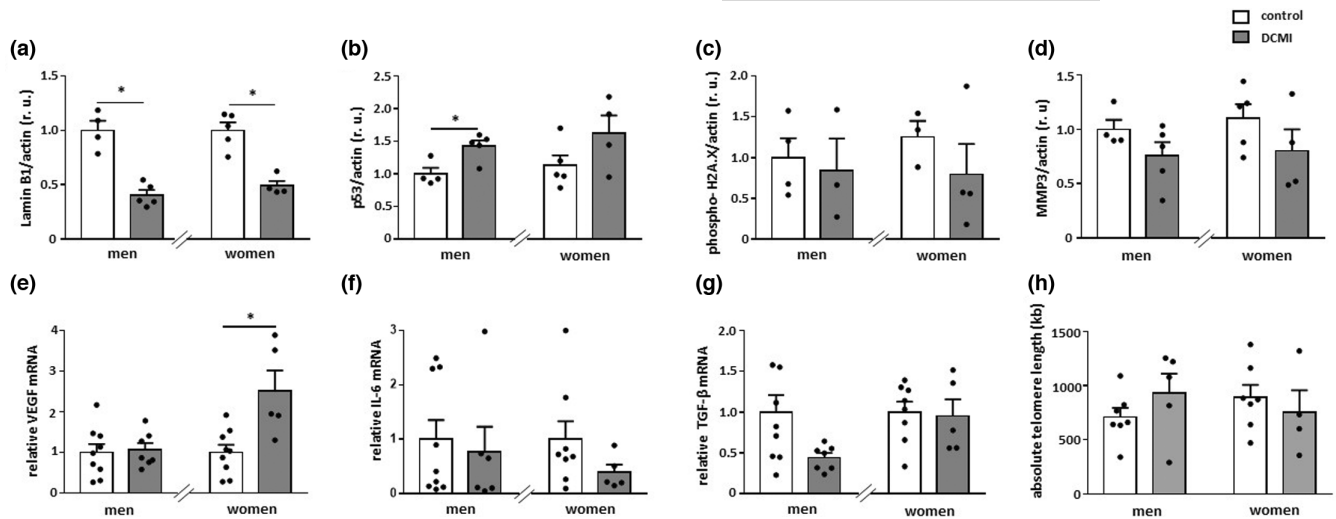 control
DCMI
(a)
(b)
(c)
(d)
Lamin B1/actin (r. u.)
1.5
1.0
0.5
0
*
*
men
women
p53/actin (r. u.)
2.5
2.0
1.5
1.0
0.5
0
*
men
women
phospho- H2A.X/actin (r. u.)
2.0
1.5
1.0
0.5
0
men
women
MMP3/actin (r. u)
1.5
1.0
0.5
0
men
women
(e)
(f)
(g)
(h)
relative VEGF mRNA
4
3
2
1
0
*
men
women
relative IL-6 mRNA
3
2
1
0
men
women
relative TGF-β mRNA
2.0
1.5
1.0
0.5
0
men
women
absolute telomere length (kb)
1500
1000
500
0
men
women